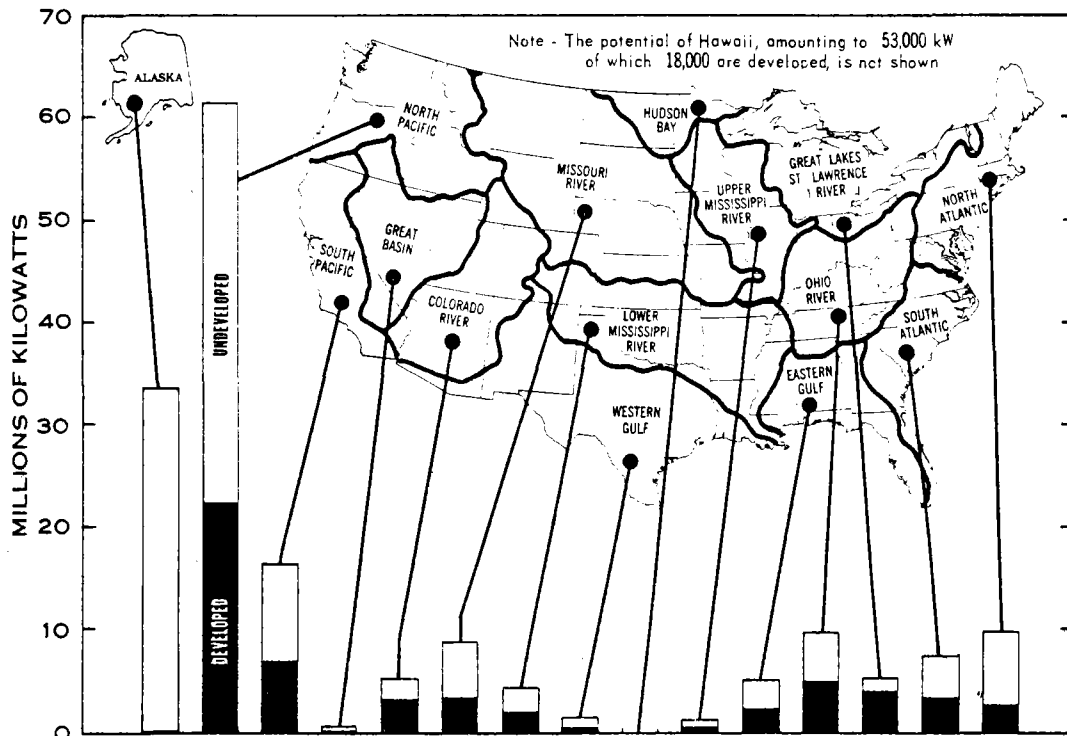 70
60
50
40
30
20
10
0
MILLIONS OF KILOWATTS
Note - The potential of Hawaii, amounting to 53,000 kW
of which 18,000 are developed, is not shown
ALASKA
NORTH
PACIFIC
HUDSON
BAY
MISSOURI
RIVER
UPPER
MISSISSIPPI
RIVER
GREAT LAKES
ST LAWRENCE
RIVER
NORTH
ATLANTIC
GREAT
BASIN
SOUTH
PACIFIC
COLORADO
RIVER
LOWER
MISSISSIPPI
RIVER
OHIO
RIVER
SOUTH
ATLANTIC
EASTERN
GULF
WESTERN
GULF
UNDEVELOPED
DEVELOPED